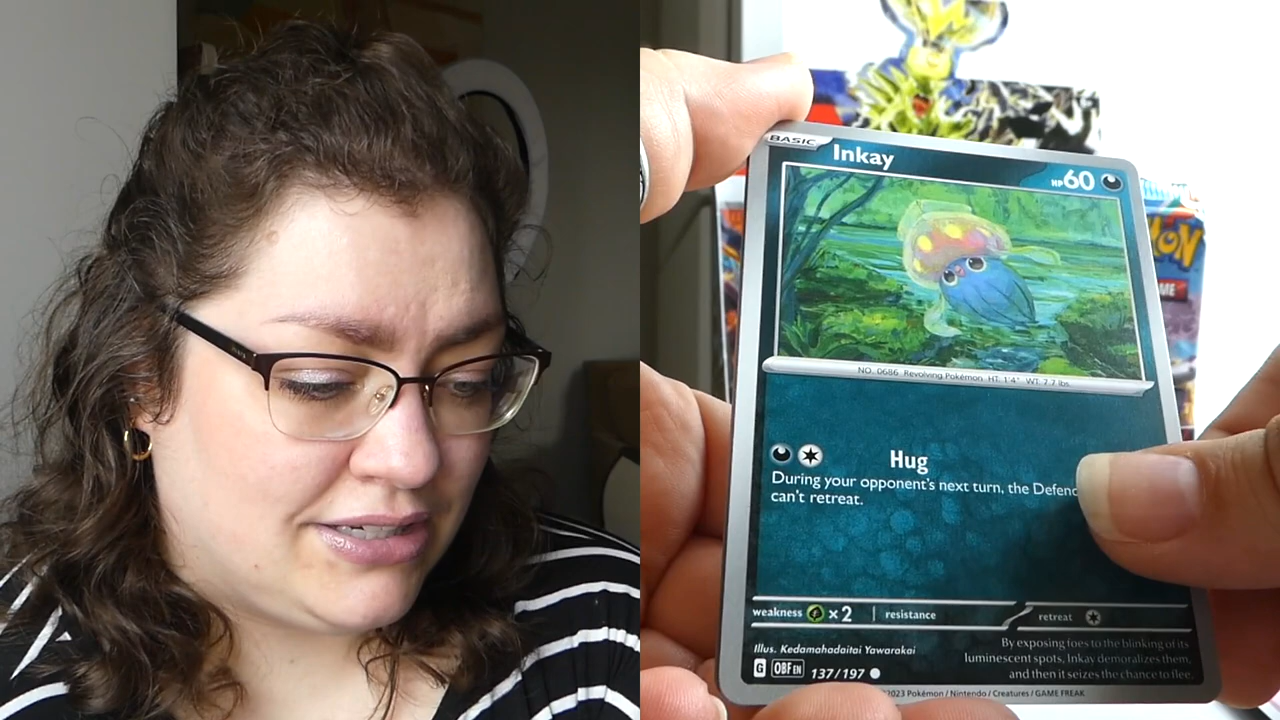 BASIC
Inkay
HP60
NO. 0686 Revolving Pokémon HT: 1'4" WT: 7.7 lbs.
Hug
During your opponent's next turn, the Defenc
can't retreat.
weakness ×2 resistance retreat
Illus. Kedamahadaitai Yawarakai
By exposing foes to the blinking of its
luminescent spots, Inkay demoralizes them,
and then it seizes the chance to flee.
G OBF EN 137/197
©2023 Pokémon / Nintendo / Creatures / GAME FREAK
MON
ME